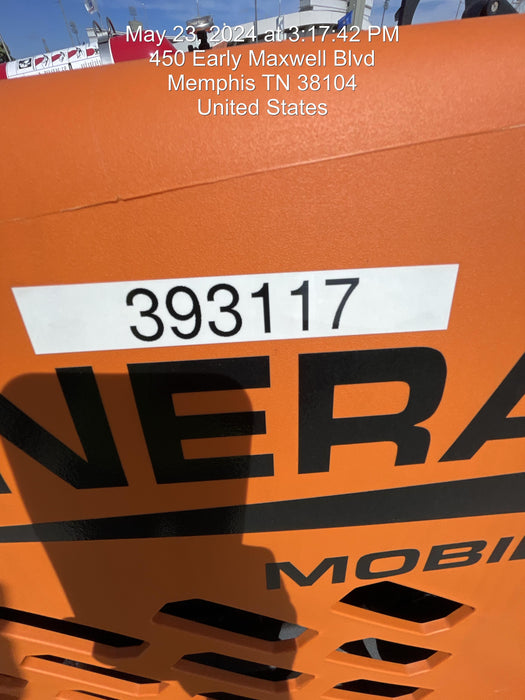 May 23, 2024 at 3:17:42 PM
450 Early Maxwell Blvd
Memphis TN 38104
United States
393117
NERA
MOBIL